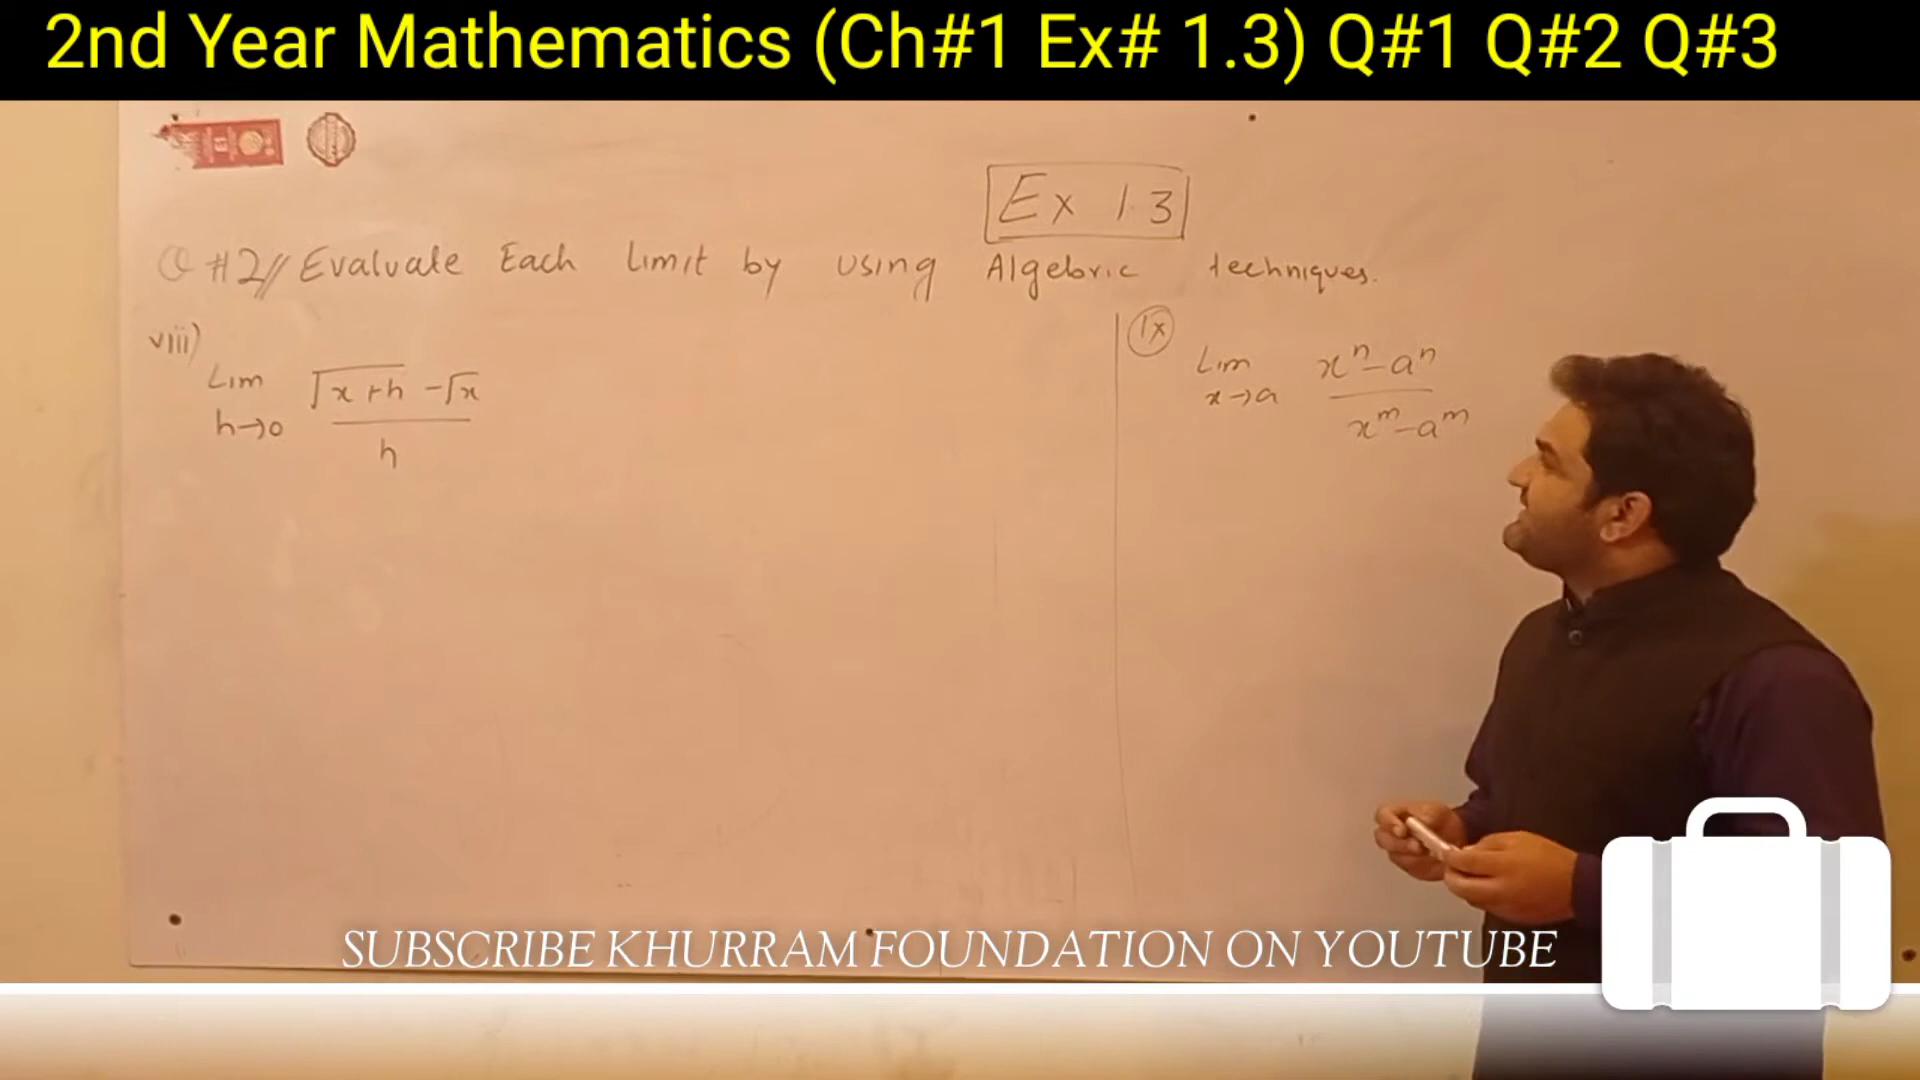 2nd Year Mathematics (Ch#1 Ex# 1.3) Q#1 Q#2 Q#3
Ex 1.3
Q #2// Evaluate Each Limit by using Algebric techniques.
viii)
Lim h→0 √(x+h) - √x / h
ix
Lim x→a xⁿ - aⁿ / xᵐ - aᵐ
SUBSCRIBE KHURRAM FOUNDATION ON YOUTUBE